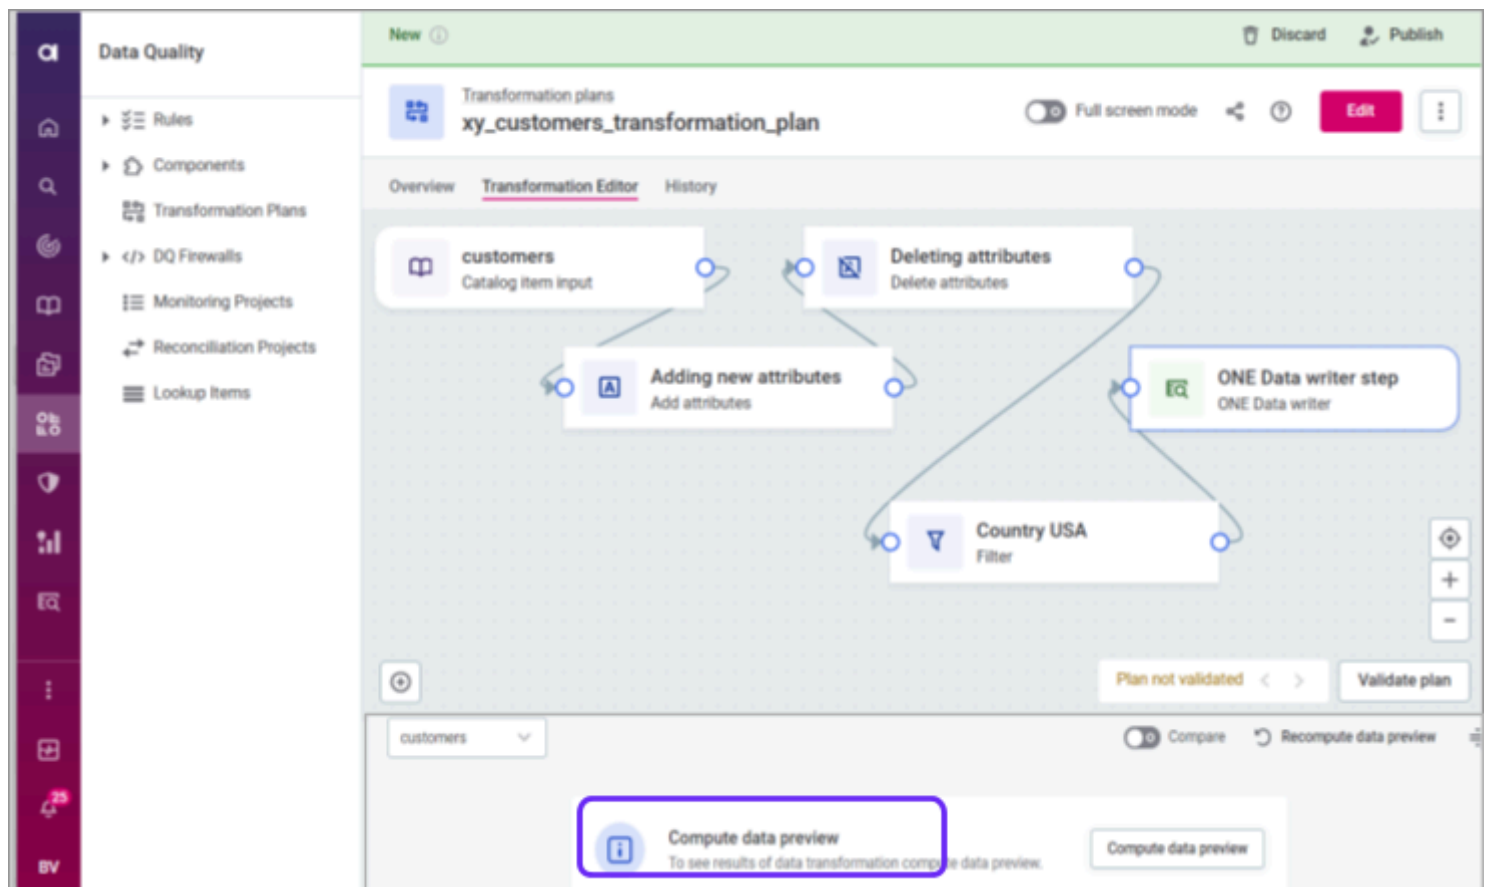 a
Data Quality
New
Discard
Publish
Transformation plans
xy_customers_transformation_plan
Full screen mode
Edit
Rules
Components
Transformation Plans
DQ Firewalls
Monitoring Projects
Reconciliation Projects
Lookup Items
Overview
Transformation Editor
History
customers
Catalog item input
Deleting attributes
Delete attributes
Adding new attributes
Add attributes
ONE Data writer step
ONE Data writer
Country USA
Filter
Plan not validated
Validate plan
customers
Compare
Recompute data preview
Compute data preview
To see results of data transformation compute data preview.
Compute data preview
25
BV